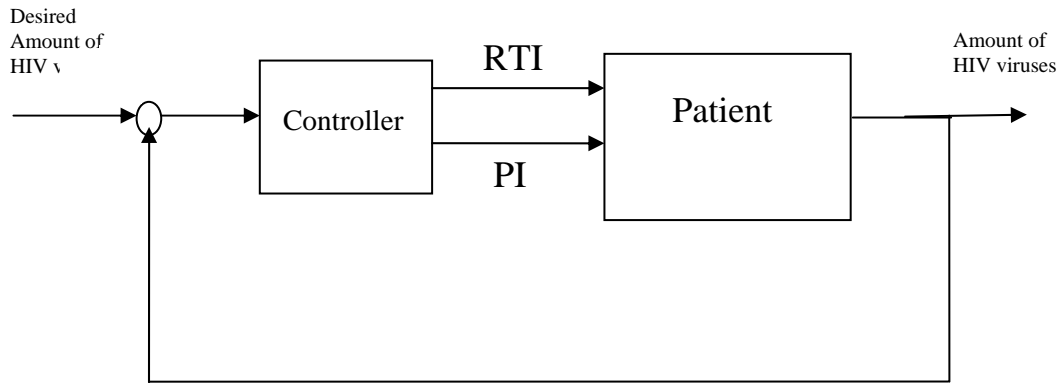 Desired
Amount of
HIV
RTI
Controller
PI
Patient
Amount of
HIV viruses